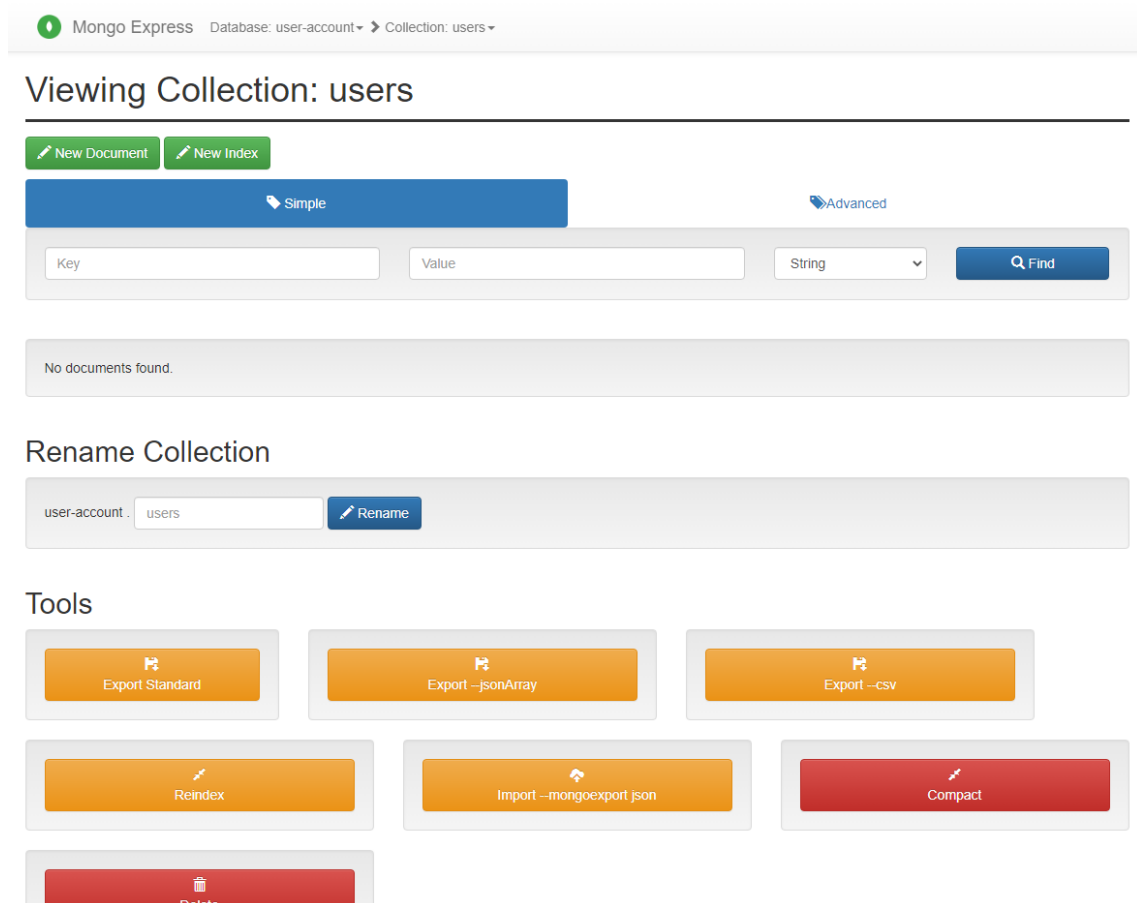 Mongo Express Database: user-account Collection: users
Viewing Collection: users
New Document New Index
Simple Advanced
Key Value String Find
No documents found.
Rename Collection
user-account . users Rename
Tools
Export Standard Export --jsonArray Export --csv
Reindex Import --mongoexport json Compact
Delete